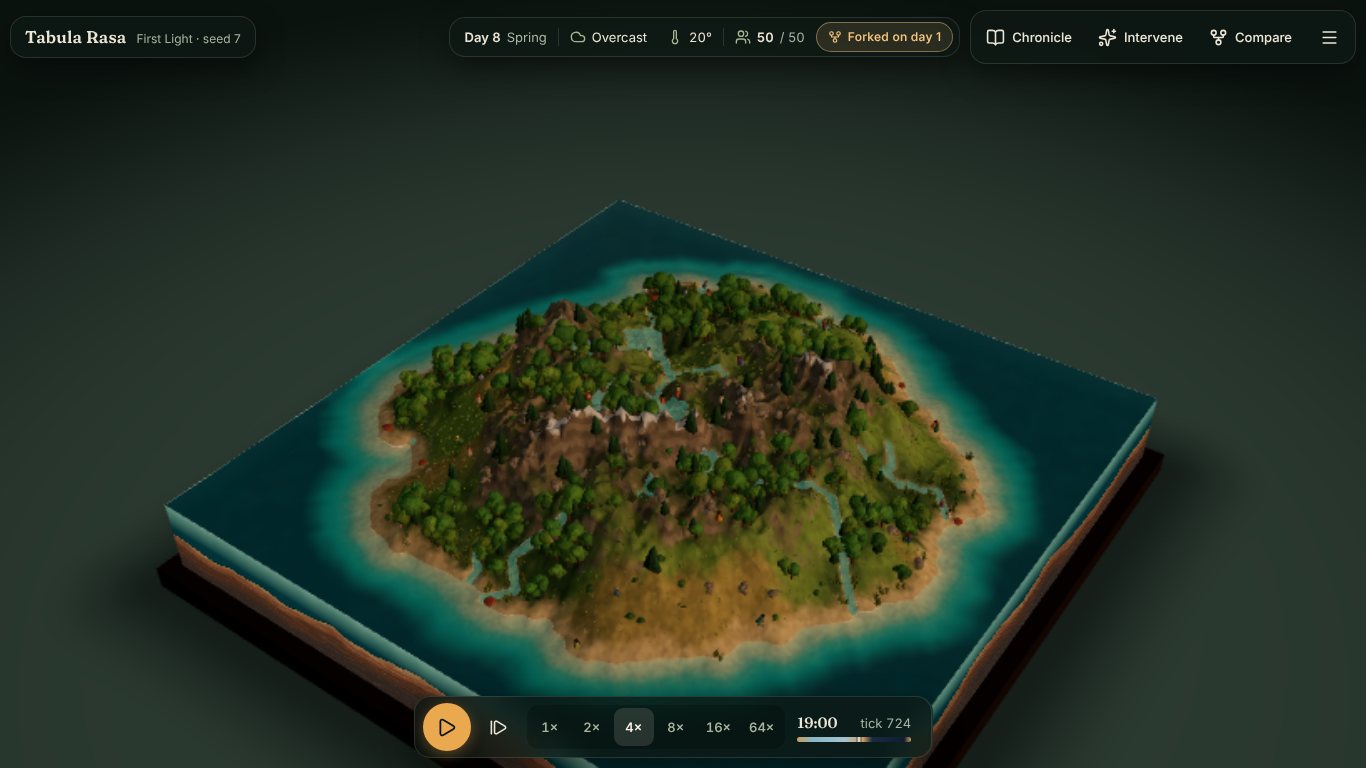 Tabula Rasa First Light · seed 7
Day 8 Spring Overcast 20° 50 / 50 Forked on day 1
Chronicle Intervene Compare
1× 2× 4× 8× 16× 64× 19:00 tick 724